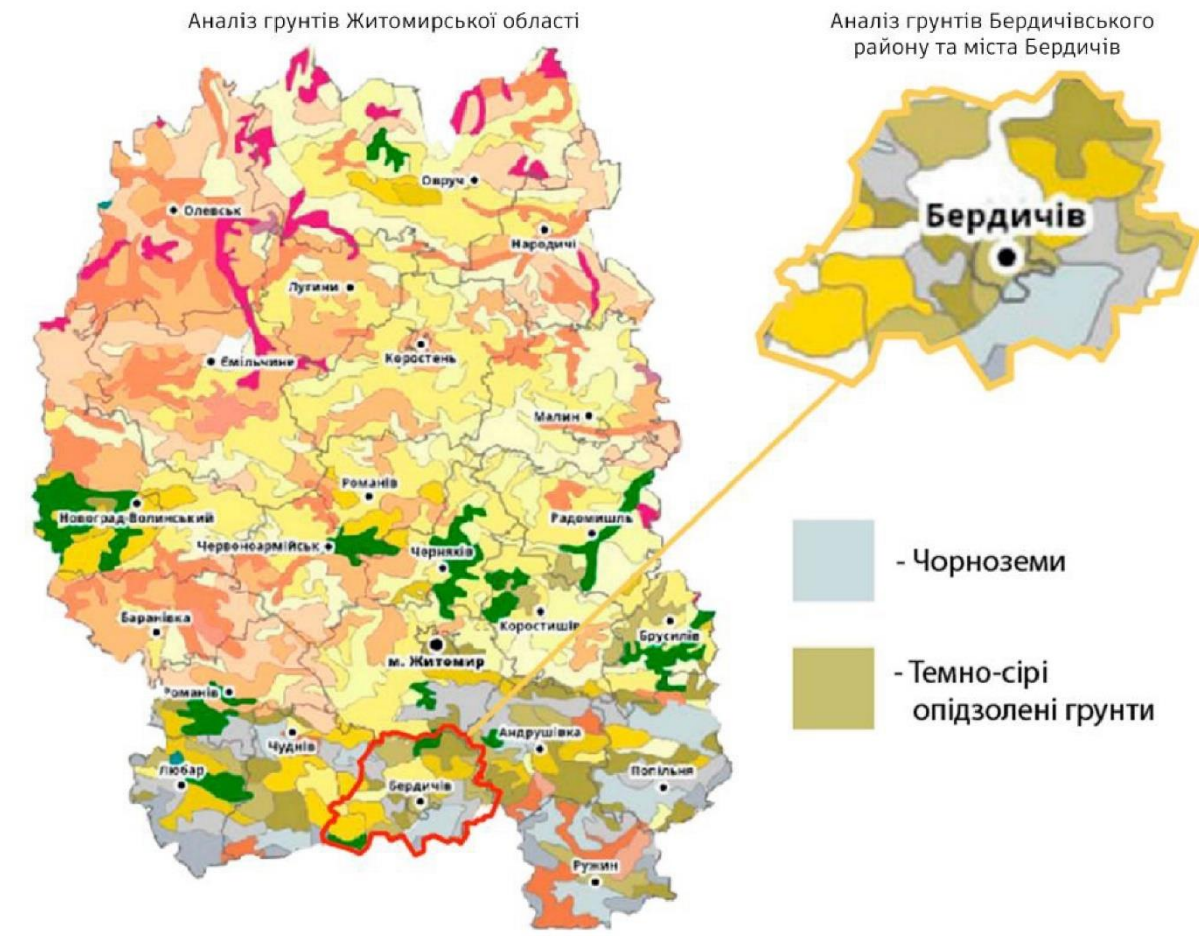 Аналіз грунтів Житомирської області
Аналіз грунтів Бердичівського
району та міста Бердичів
Овруч
Олевськ
Народичі
Лугини
Ємільчине
Коростень
Малин
Романів
Новоград-Волинський
Радомишль
Червоноармійськ
Черняхів
Баранівка
Коростишів
Брусилів
м. Житомир
Романів
Чуднів
Андрушівка
Любар
Бердичів
Попільня
Ружин
Бердичів
- Чорноземи
- Темно-сірі
опідзолені грунти